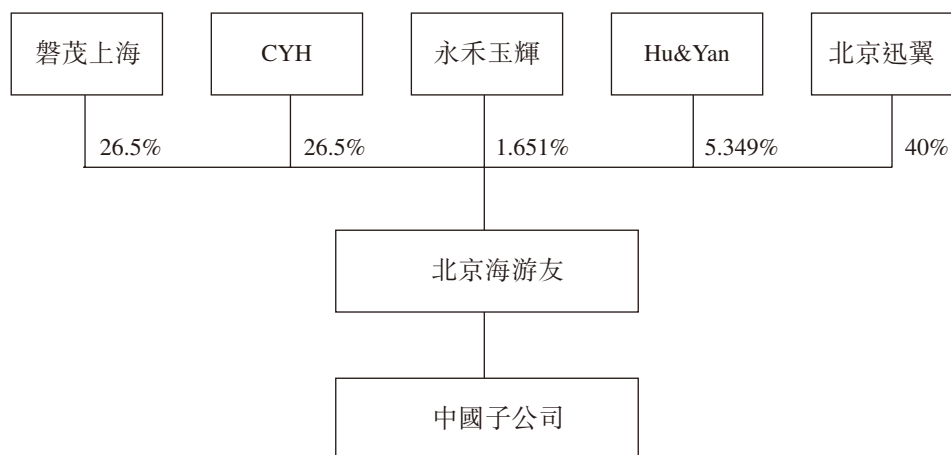 磐茂上海
CYH
永禾玉輝
Hu&Yan
北京迅翼
26.5%
26.5%
1.651%
5.349%
40%
北京海游友
中國子公司